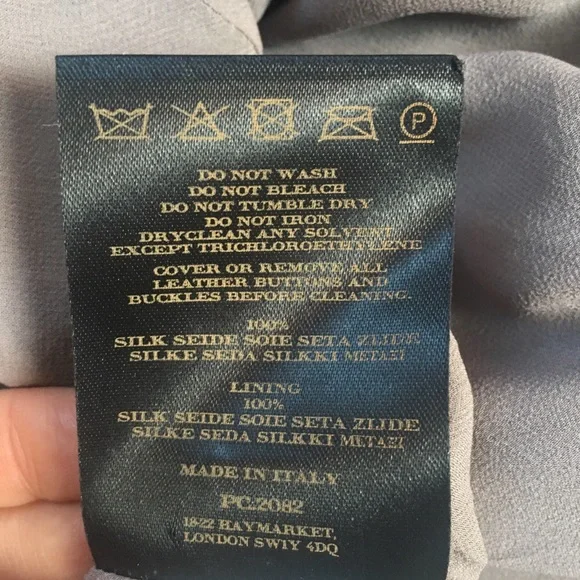 P
DO NOT WASH
DO NOT BLEACH
DO NOT TUMBLE DRY
DO NOT IRON
DRYCLEAN ANY SOLVENT
EXCEPT TRICHLOROETHYLENE
COVER OR REMOVE ALL
LEATHER BUTTONS AND
BUCKLES BEFORE CLEANING.
100%
SILK SEIDE SOIE SETA ZIJDE
SILKE SEDA SILKKI ΜΕΤΑΞΙ
LINING
100%
SILK SEIDE SOIE SETA ZIJDE
SILKE SEDA SILKKI ΜΕΤΑΞΙ
MADE IN ITALY
PC.2082
18-22 HAYMARKET,
LONDON SW1Y 4DQ